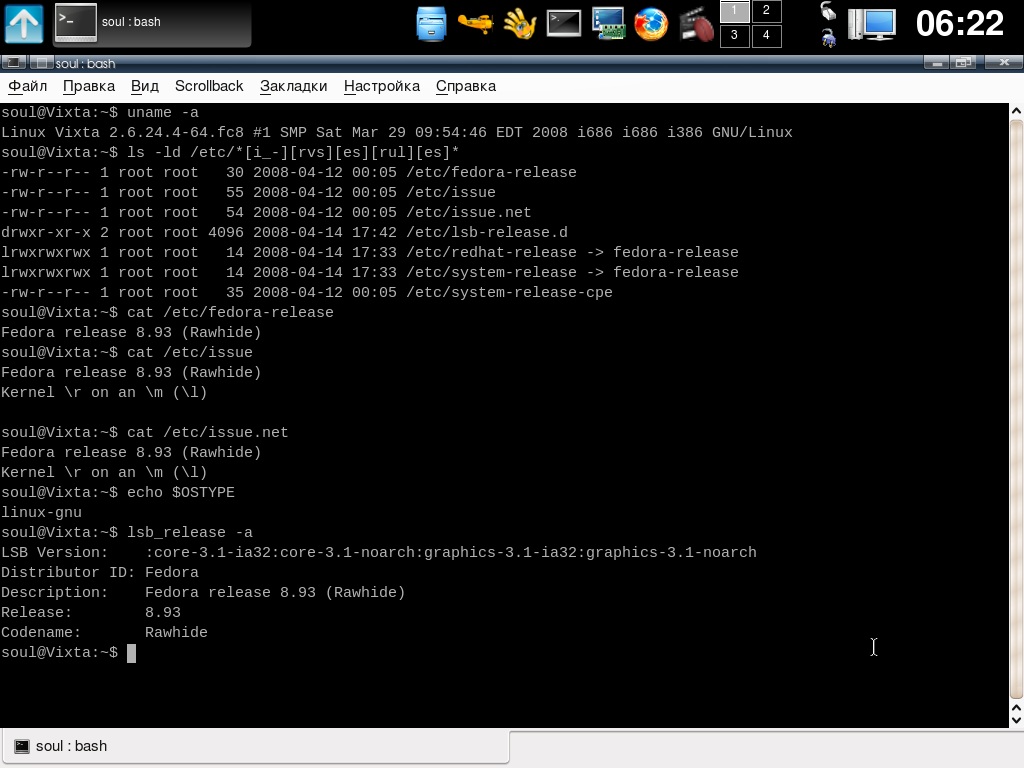 soul : bash
1 2
3 4
06:22
soul : bash
Файл Правка Вид Scrollback Закладки Настройка Справка
soul@Vixta:~$ uname -a
Linux Vixta 2.6.24.4-64.fc8 #1 SMP Sat Mar 29 09:54:46 EDT 2008 i686 i686 i386 GNU/Linux
soul@Vixta:~$ ls -ld /etc/*[i_-][rvs][es][rul][es]*
-rw-r--r-- 1 root root   30 2008-04-12 00:05 /etc/fedora-release
-rw-r--r-- 1 root root   55 2008-04-12 00:05 /etc/issue
-rw-r--r-- 1 root root   54 2008-04-12 00:05 /etc/issue.net
drwxr-xr-x 2 root root 4096 2008-04-14 17:42 /etc/lsb-release.d
lrwxrwxrwx 1 root root   14 2008-04-14 17:33 /etc/redhat-release -> fedora-release
lrwxrwxrwx 1 root root   14 2008-04-14 17:33 /etc/system-release -> fedora-release
-rw-r--r-- 1 root root   35 2008-04-12 00:05 /etc/system-release-cpe
soul@Vixta:~$ cat /etc/fedora-release
Fedora release 8.93 (Rawhide)
soul@Vixta:~$ cat /etc/issue
Fedora release 8.93 (Rawhide)
Kernel \r on an \m (\l)
soul@Vixta:~$ cat /etc/issue.net
Fedora release 8.93 (Rawhide)
Kernel \r on an \m (\l)
soul@Vixta:~$ echo $OSTYPE
linux-gnu
soul@Vixta:~$ lsb_release -a
LSB Version:    :core-3.1-ia32:core-3.1-noarch:graphics-3.1-ia32:graphics-3.1-noarch
Distributor ID: Fedora
Description:    Fedora release 8.93 (Rawhide)
Release:        8.93
Codename:       Rawhide
soul@Vixta:~$
soul : bash